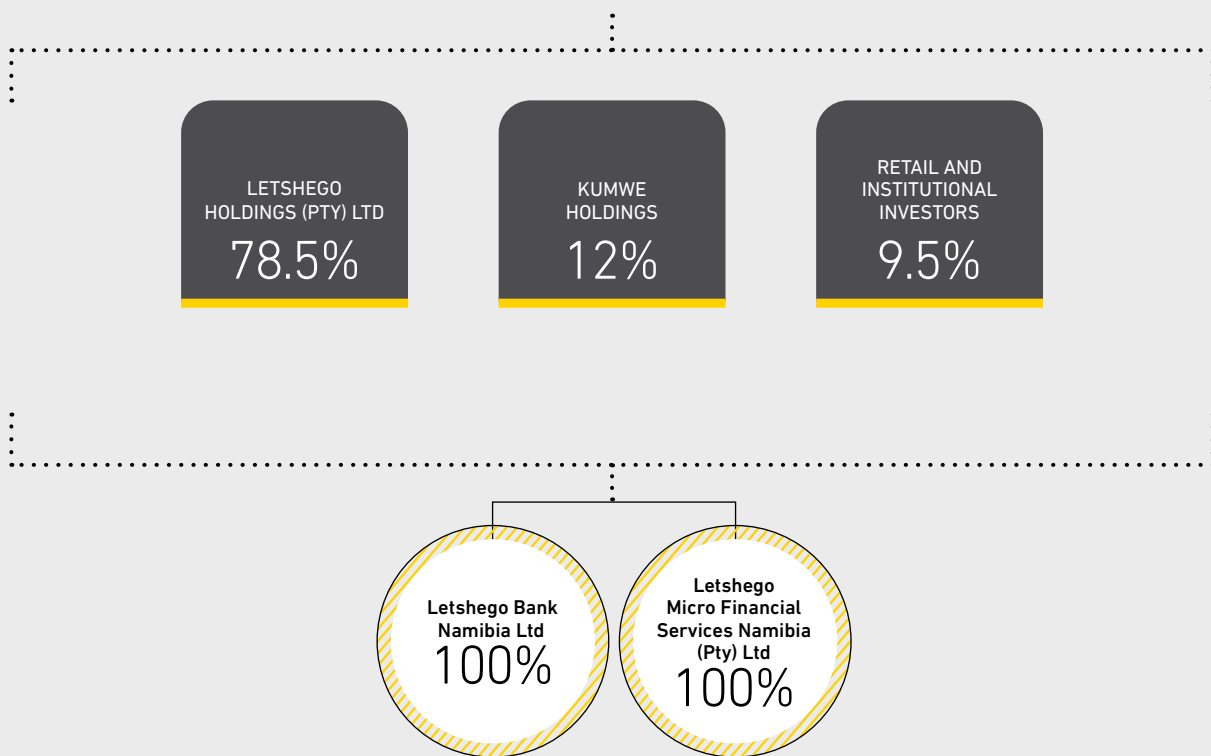 LETSHEGO
HOLDINGS (PTY) LTD
78.5%
KUMWE
HOLDINGS
12%
RETAIL AND
INSTITUTIONAL
INVESTORS
9.5%
Letshego Bank
Namibia Ltd
100%
Letshego
Micro Financial
Services Namibia
(Pty) Ltd
100%